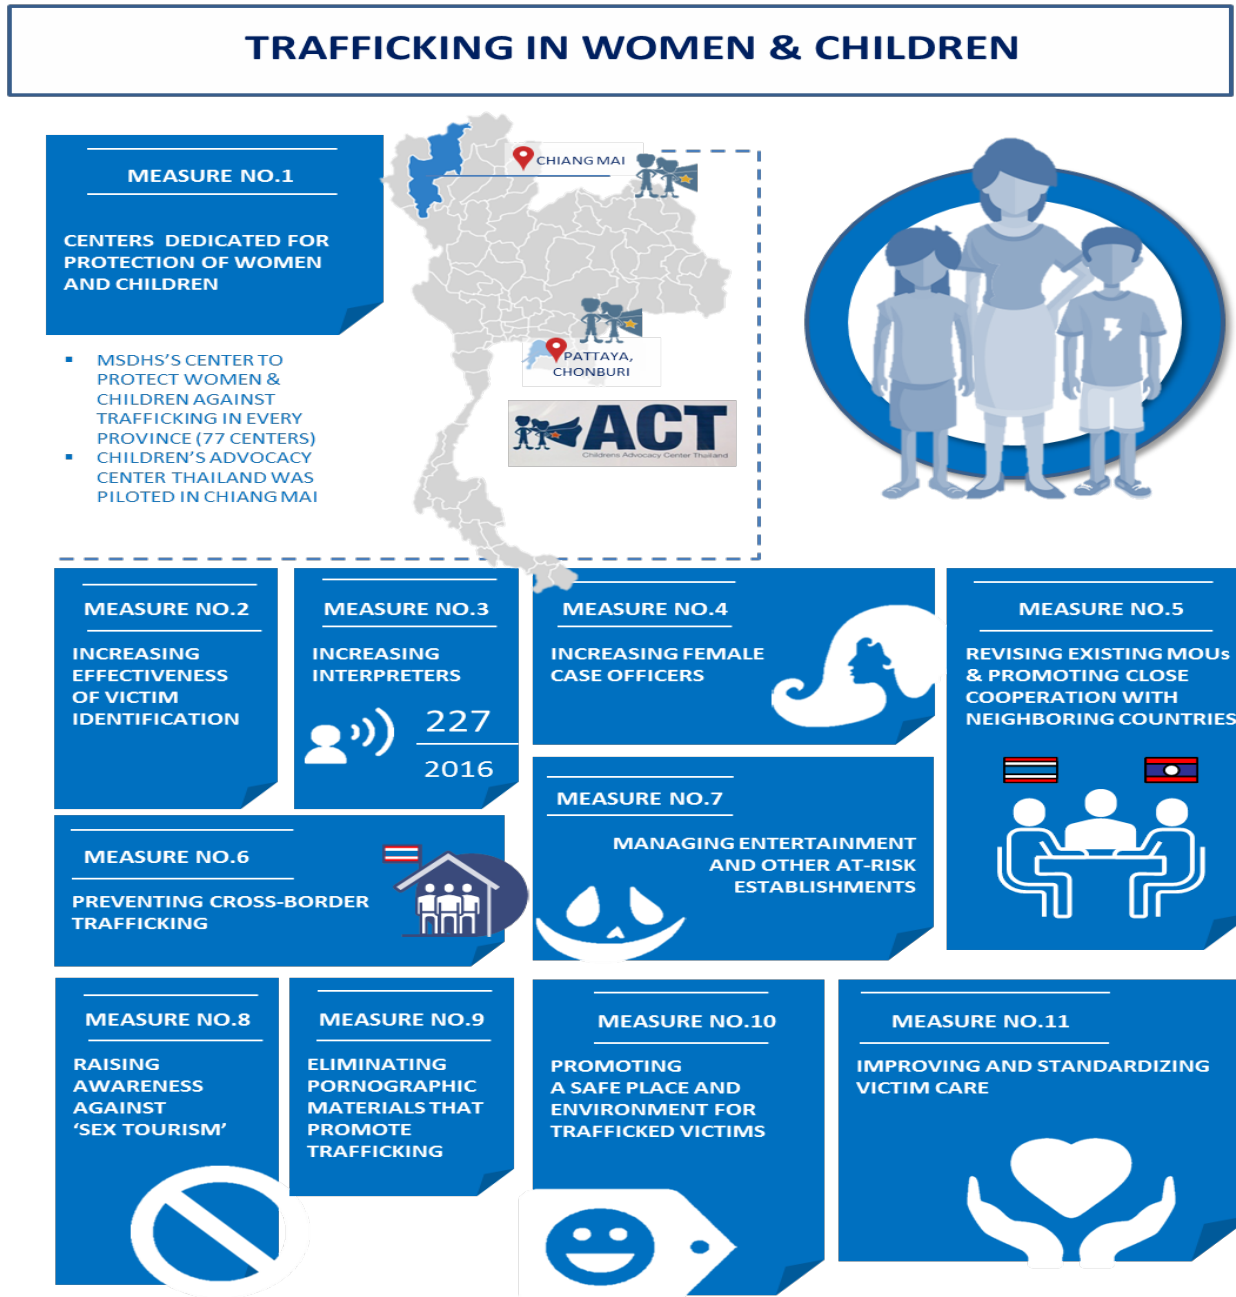 TRAFFICKING IN WOMEN & CHILDREN
MEASURE NO.1
CENTERS DEDICATED FOR
PROTECTION OF WOMEN
AND CHILDREN
▪ MSDHS'S CENTER TO
PROTECT WOMEN &
CHILDREN AGAINST
TRAFFICKING IN EVERY
PROVINCE (77 CENTERS)
▪ CHILDREN'S ADVOCACY
CENTER THAILAND WAS
PILOTED IN CHIANG MAI
CHIANG MAI
PATTAYA,
CHONBURI
ACT
Childrens Advocacy Center Thailand
MEASURE NO.2
INCREASING
EFFECTIVENESS
OF VICTIM
IDENTIFICATION
MEASURE NO.3
INCREASING
INTERPRETERS
227
2016
MEASURE NO.4
INCREASING FEMALE
CASE OFFICERS
MEASURE NO.5
REVISING EXISTING MOUs
& PROMOTING CLOSE
COOPERATION WITH
NEIGHBORING COUNTRIES
MEASURE NO.6
PREVENTING CROSS-BORDER
TRAFFICKING
MEASURE NO.7
MANAGING ENTERTAINMENT
AND OTHER AT-RISK
ESTABLISHMENTS
MEASURE NO.8
RAISING
AWARENESS
AGAINST
‘SEX TOURISM’
MEASURE NO.9
ELIMINATING
PORNOGRAPHIC
MATERIALS THAT
PROMOTE
TRAFFICKING
MEASURE NO.10
PROMOTING
A SAFE PLACE AND
ENVIRONMENT FOR
TRAFFICKED VICTIMS
MEASURE NO.11
IMPROVING AND STANDARDIZING
VICTIM CARE